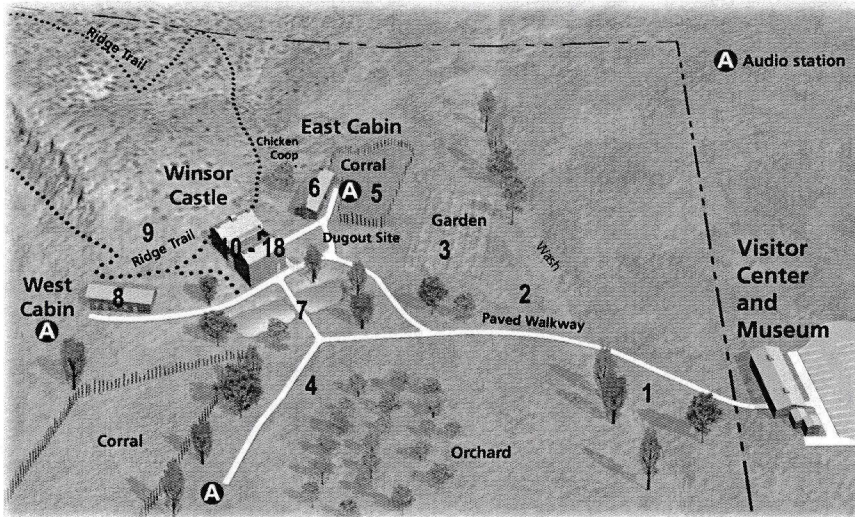 Ridge Trail
A Audio station
East Cabin
Chicken
Coop
Corral
Winsor
Castle
6
A
5
Garden
9
10 - 18
Dugout Site
Ridge Trail
3
Wash
Visitor
Center
and
Museum
West
Cabin
8
A
7
2
Paved Walkway
4
1
Corral
Orchard
A